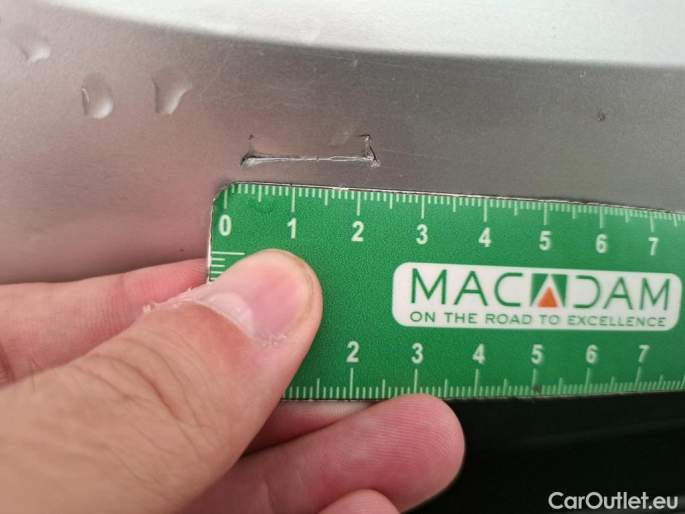 0 1 2 3 4 5 6 7
MACADAM
ON THE ROAD TO EXCELLENCE
2 3 4 5 6 7
CarOutlet.eu